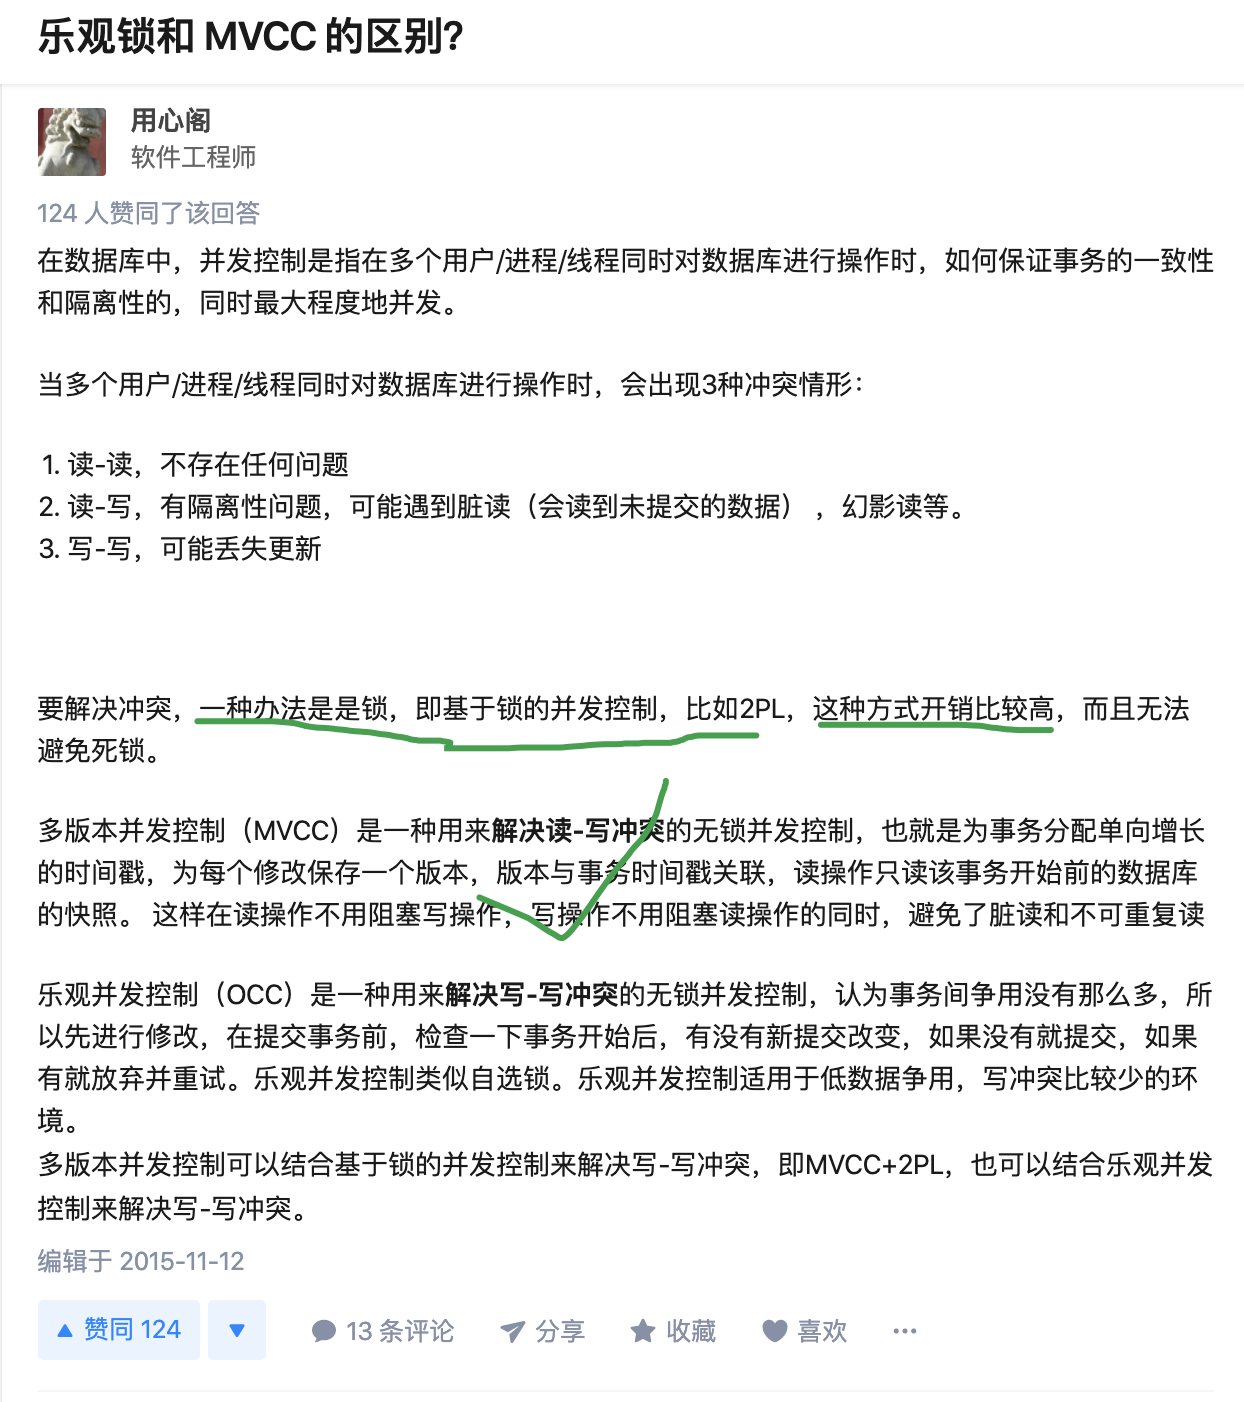 乐观锁和 MVCC 的区别?
用心阁
软件工程师
124 人赞同了该回答
在数据库中，并发控制是指在多个用户/进程/线程同时对数据库进行操作时，如何保证事务的一致性
和隔离性的，同时最大程度地并发。
当多个用户/进程/线程同时对数据库进行操作时，会出现3种冲突情形：
1. 读-读，不存在任何问题
2. 读-写，有隔离性问题，可能遇到脏读（会读到未提交的数据） ，幻影读等。
3. 写-写，可能丢失更新
要解决冲突，一种办法是是锁，即基于锁的并发控制，比如2PL，这种方式开销比较高，而且无法
避免死锁。
多版本并发控制（MVCC）是一种用来解决读-写冲突的无锁并发控制，也就是为事务分配单向增长
的时间戳，为每个修改保存一个版本，版本与事务时间戳关联，读操作只读该事务开始前的数据库
的快照。 这样在读操作不用阻塞写操作，写操作不用阻塞读操作的同时，避免了脏读和不可重复读
乐观并发控制（OCC）是一种用来解决写-写冲突的无锁并发控制，认为事务间争用没有那么多，所
以先进行修改，在提交事务前，检查一下事务开始后，有没有新提交改变，如果没有就提交，如果
有就放弃并重试。乐观并发控制类似自选锁。乐观并发控制适用于低数据争用，写冲突比较少的环
境。
多版本并发控制可以结合基于锁的并发控制来解决写-写冲突，即MVCC+2PL，也可以结合乐观并发
控制来解决写-写冲突。
编辑于 2015-11-12
赞同 124 13 条评论 分享 收藏 喜欢